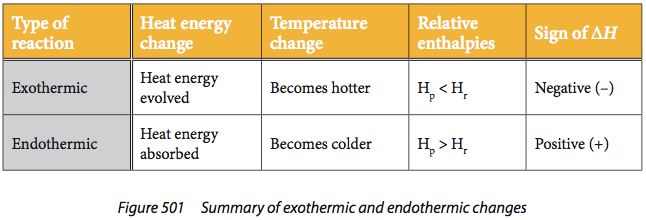 Type of reaction Heat energy change Temperature change Relative enthalpies Sign of ΔH
Exothermic Heat energy evolved Becomes hotter Hp < Hr Negative (–)
Endothermic Heat energy absorbed Becomes colder Hp > Hr Positive (+)
Figure 501 Summary of exothermic and endothermic changes